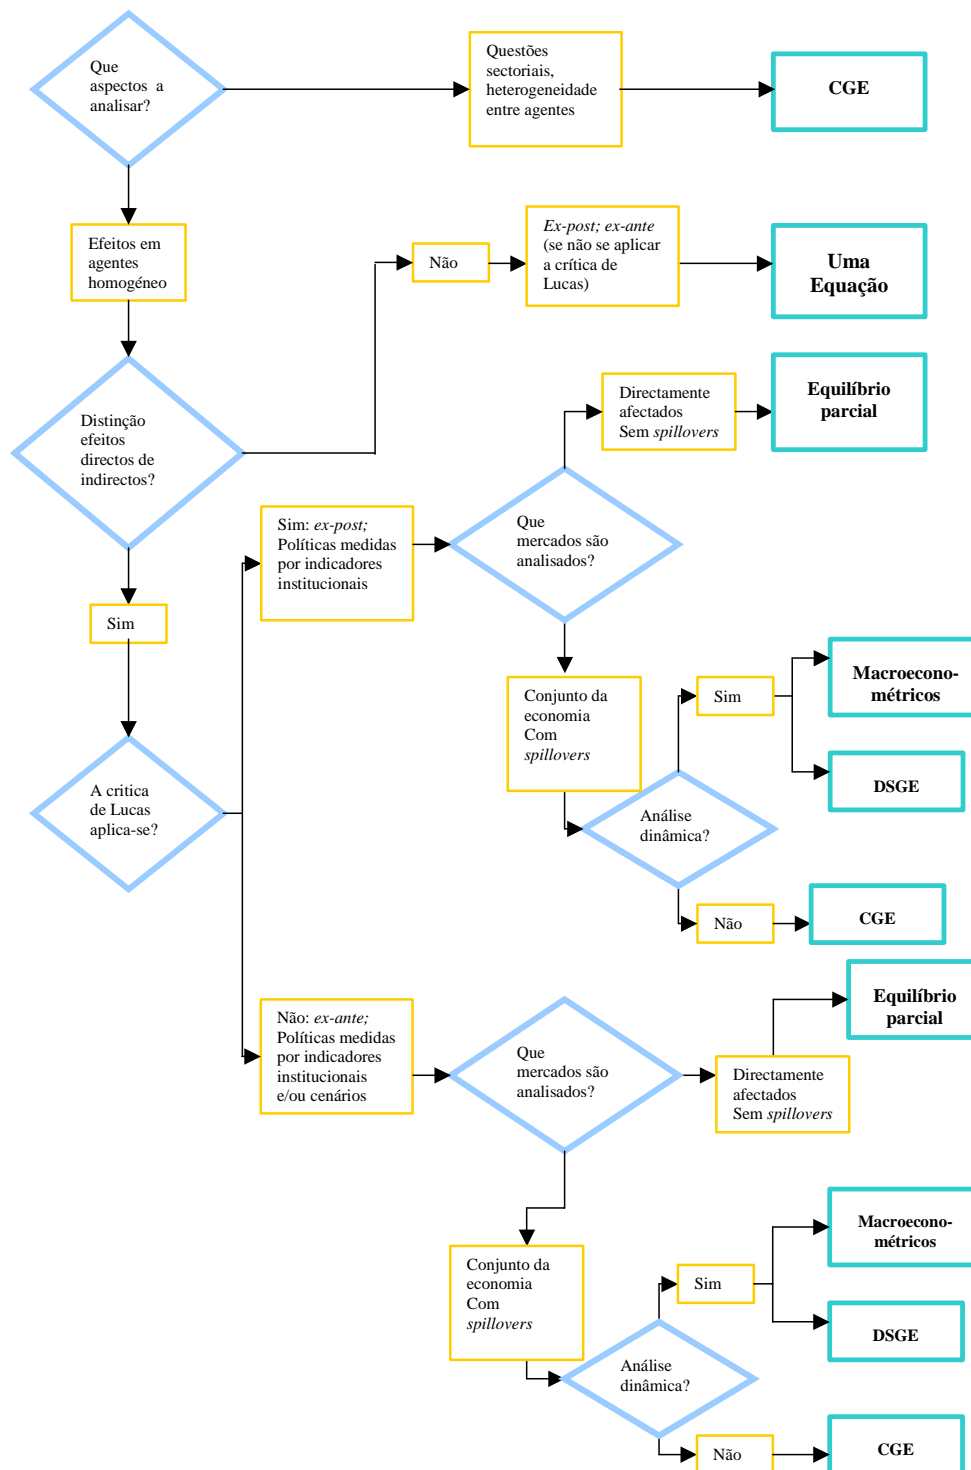 Que
aspectos a
analisar?
Questões
sectoriais,
heterogeneidade
entre agentes
CGE
Efeitos em
agentes
homogéneo
Não
Ex-post; ex-ante
(se não se aplicar
a crítica de
Lucas)
Uma
Equação
Distinção
efeitos
directos de
indirectos?
Directamente
afectados
Sem spillovers
Equilíbrio
parcial
Sim: ex-post;
Políticas medidas
por indicadores
institucionais
Que
mercados são
analisados?
Sim
Conjunto da
economia
Com
spillovers
Sim
Macroecono-
métricos
DSGE
A critica
de Lucas
aplica-se?
Análise
dinâmica?
Não
CGE
Não: ex-ante;
Políticas medidas
por indicadores
institucionais
e/ou cenários
Que
mercados são
analisados?
Directamente
afectados
Sem spillovers
Equilíbrio
parcial
Conjunto da
economia
Com
spillovers
Sim
Macroecono-
métricos
DSGE
Análise
dinâmica?
Não
CGE